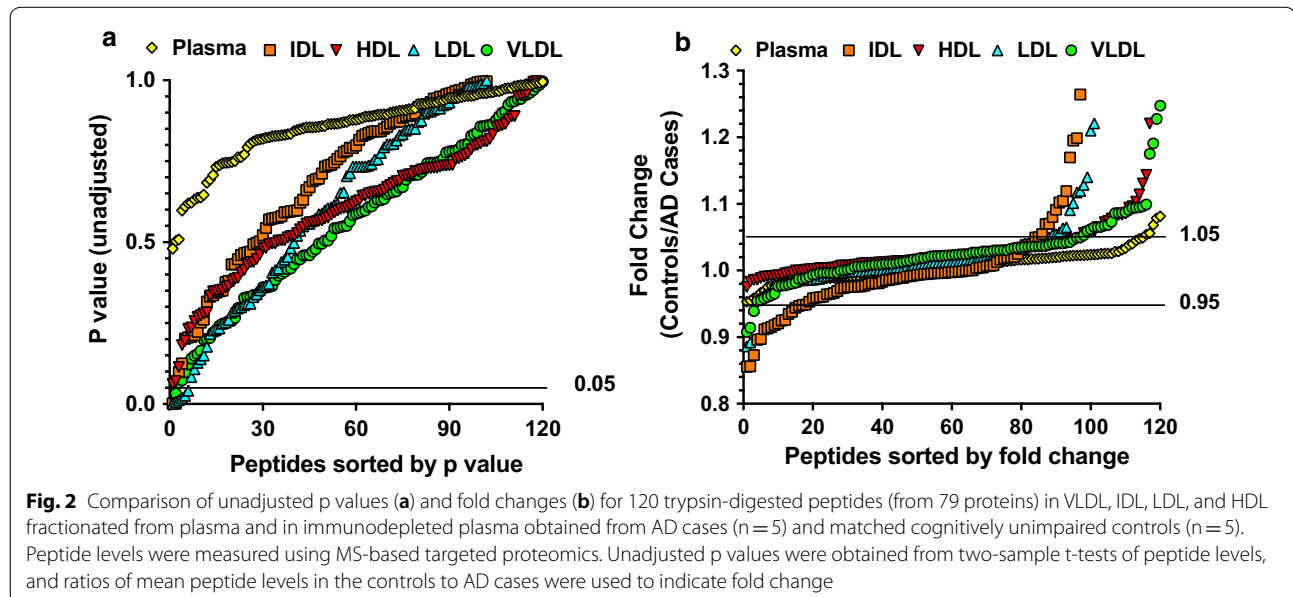 a
Plasma IDL HDL LDL VLDL
1.0
0.5
0.0
0.05
P value (unadjusted)
0 30 60 90 120
Peptides sorted by p value
b
Plasma IDL HDL LDL VLDL
1.3
1.2
1.1
1.0
0.9
0.8
1.05
0.95
Fold Change
(Controls/AD Cases)
0 20 40 60 80 100 120
Peptides sorted by fold change
Fig. 2 Comparison of unadjusted p values (a) and fold changes (b) for 120 trypsin-digested peptides (from 79 proteins) in VLDL, IDL, LDL, and HDL
fractionated from plasma and in immunodepleted plasma obtained from AD cases (n = 5) and matched cognitively unimpaired controls (n = 5).
Peptide levels were measured using MS-based targeted proteomics. Unadjusted p values were obtained from two-sample t-tests of peptide levels,
and ratios of mean peptide levels in the controls to AD cases were used to indicate fold change